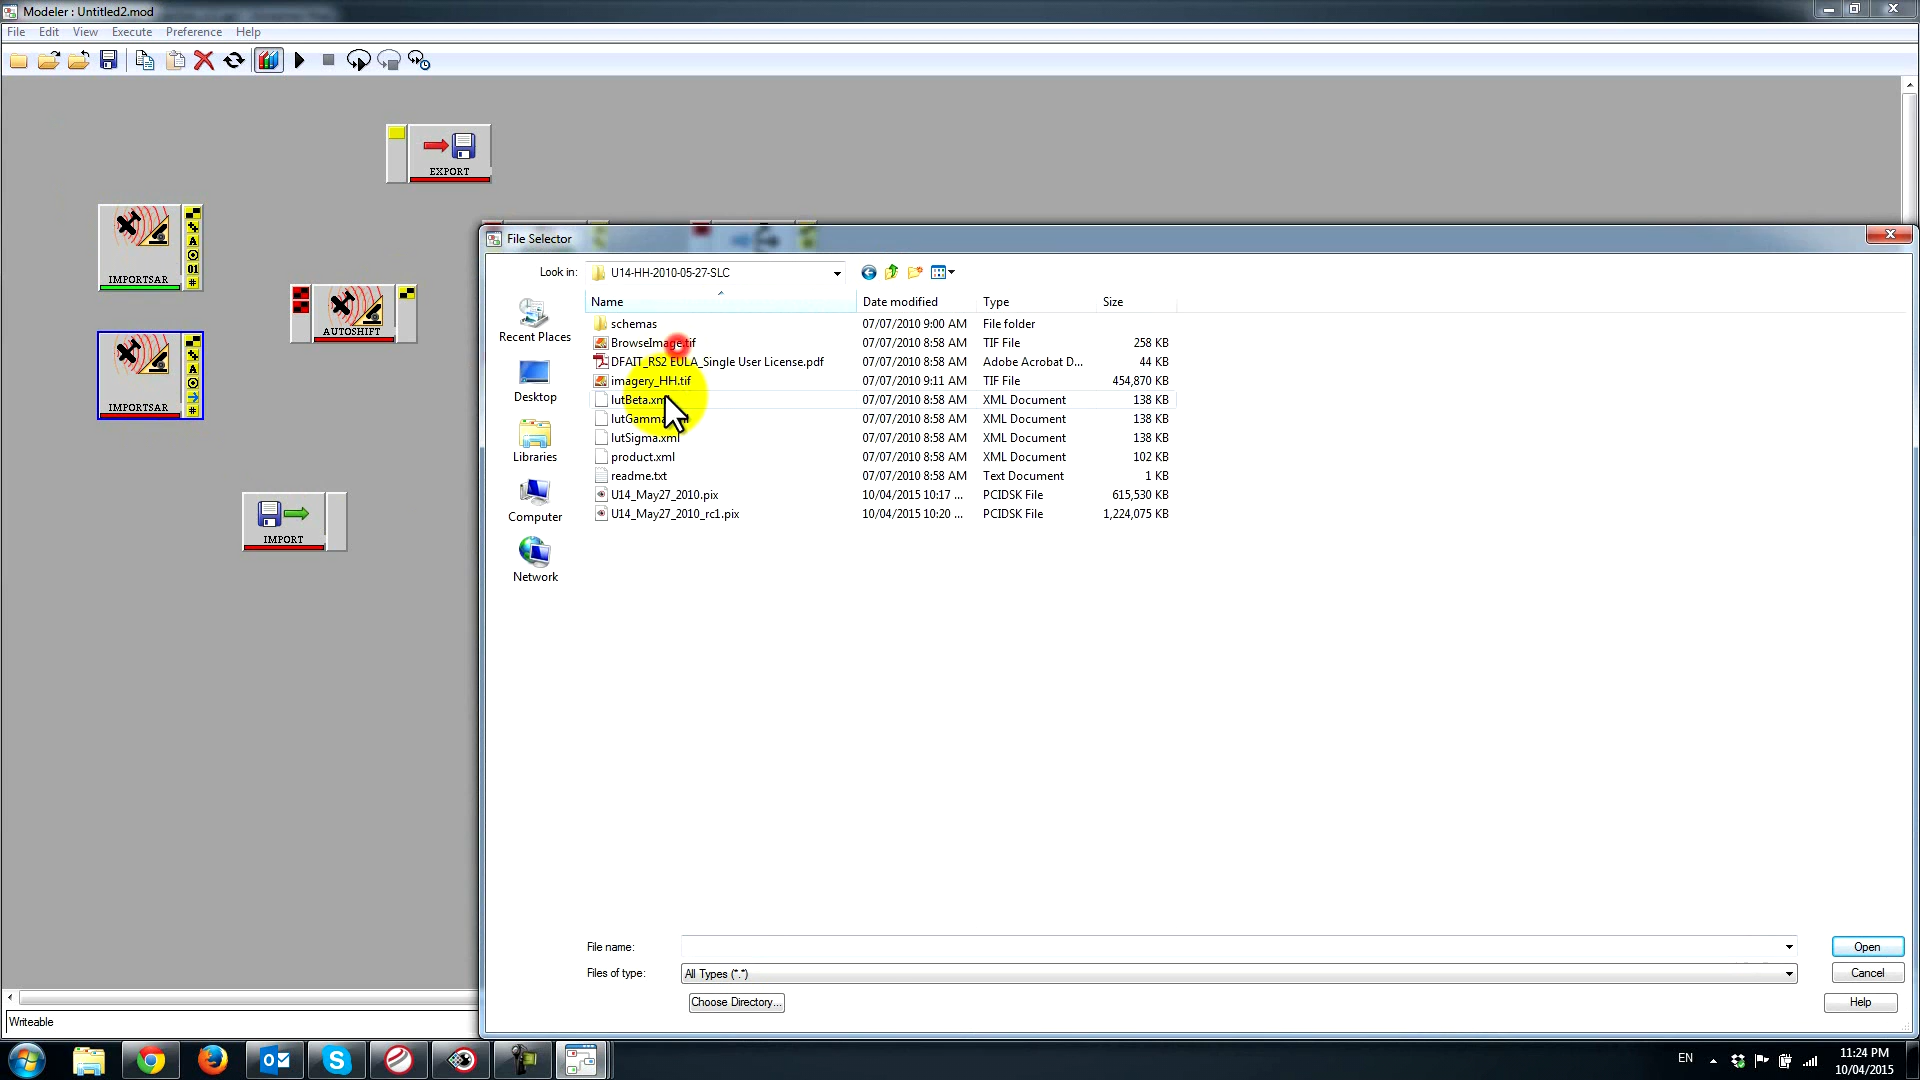 Modeler : Untitled2.mod
File Edit View Execute Preference Help
EXPORT
IMPORTSAR
A
01
#
AUTOSHIFT
IMPORTSAR
A
#
IMPORT
Writeable
File Selector
Look in: U14-HH-2010-05-27-SLC
Recent Places
Desktop
Libraries
Computer
Network
Name Date modified Type Size
schemas 07/07/2010 9:00 AM File folder
BrowseImage.tif 07/07/2010 8:58 AM TIF File 258 KB
DFAIT_RS2 EULA_Single User License.pdf 07/07/2010 8:58 AM Adobe Acrobat D... 44 KB
imagery_HH.tif 07/07/2010 9:11 AM TIF File 454,870 KB
lutBeta.xml 07/07/2010 8:58 AM XML Document 138 KB
lutGamma.xml 07/07/2010 8:58 AM XML Document 138 KB
lutSigma.xml 07/07/2010 8:58 AM XML Document 138 KB
product.xml 07/07/2010 8:58 AM XML Document 102 KB
readme.txt 07/07/2010 8:58 AM Text Document 1 KB
U14_May27_2010.pix 10/04/2015 10:17 ... PCIDSK File 615,530 KB
U14_May27_2010_rc1.pix 10/04/2015 10:20 ... PCIDSK File 1,224,075 KB
File name: Open
Files of type: All Types (*.*) Cancel
Choose Directory... Help
EN 11:24 PM
10/04/2015